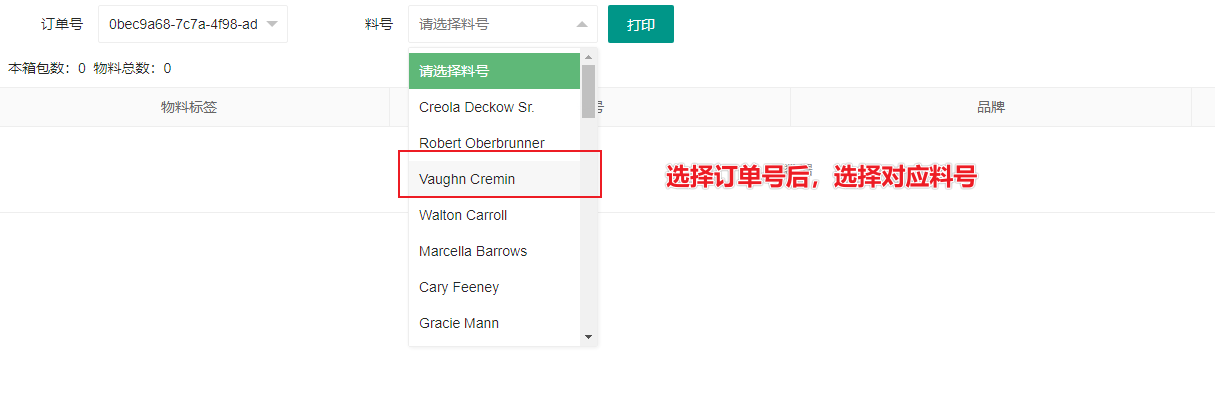 订单号 0bec9a68-7c7a-4f98-ad 料号 请选择料号 打印
本箱包数：0 物料总数：0
请选择料号
物料标签 号 品牌
Creola Deckow Sr.
Robert Oberbrunner
Vaughn Cremin
选择订单号后，选择对应料号
Walton Carroll
Marcella Barrows
Cary Feeney
Gracie Mann